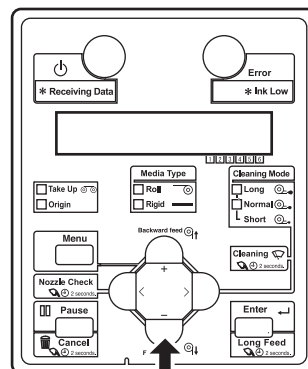 Error
* Receiving Data
* Ink Low
1 2 3 4 5 6
Media Type
Cleaning Mode
Take Up
Roll
Long
Origin
Rigid
Normal
Short
Backward feed
Menu
Cleaning
2 seconds.
+
Nozzle Check
2 seconds.
< >
Pause
Enter
−
Cancel
2 seconds.
F
Long Feed
2 seconds.